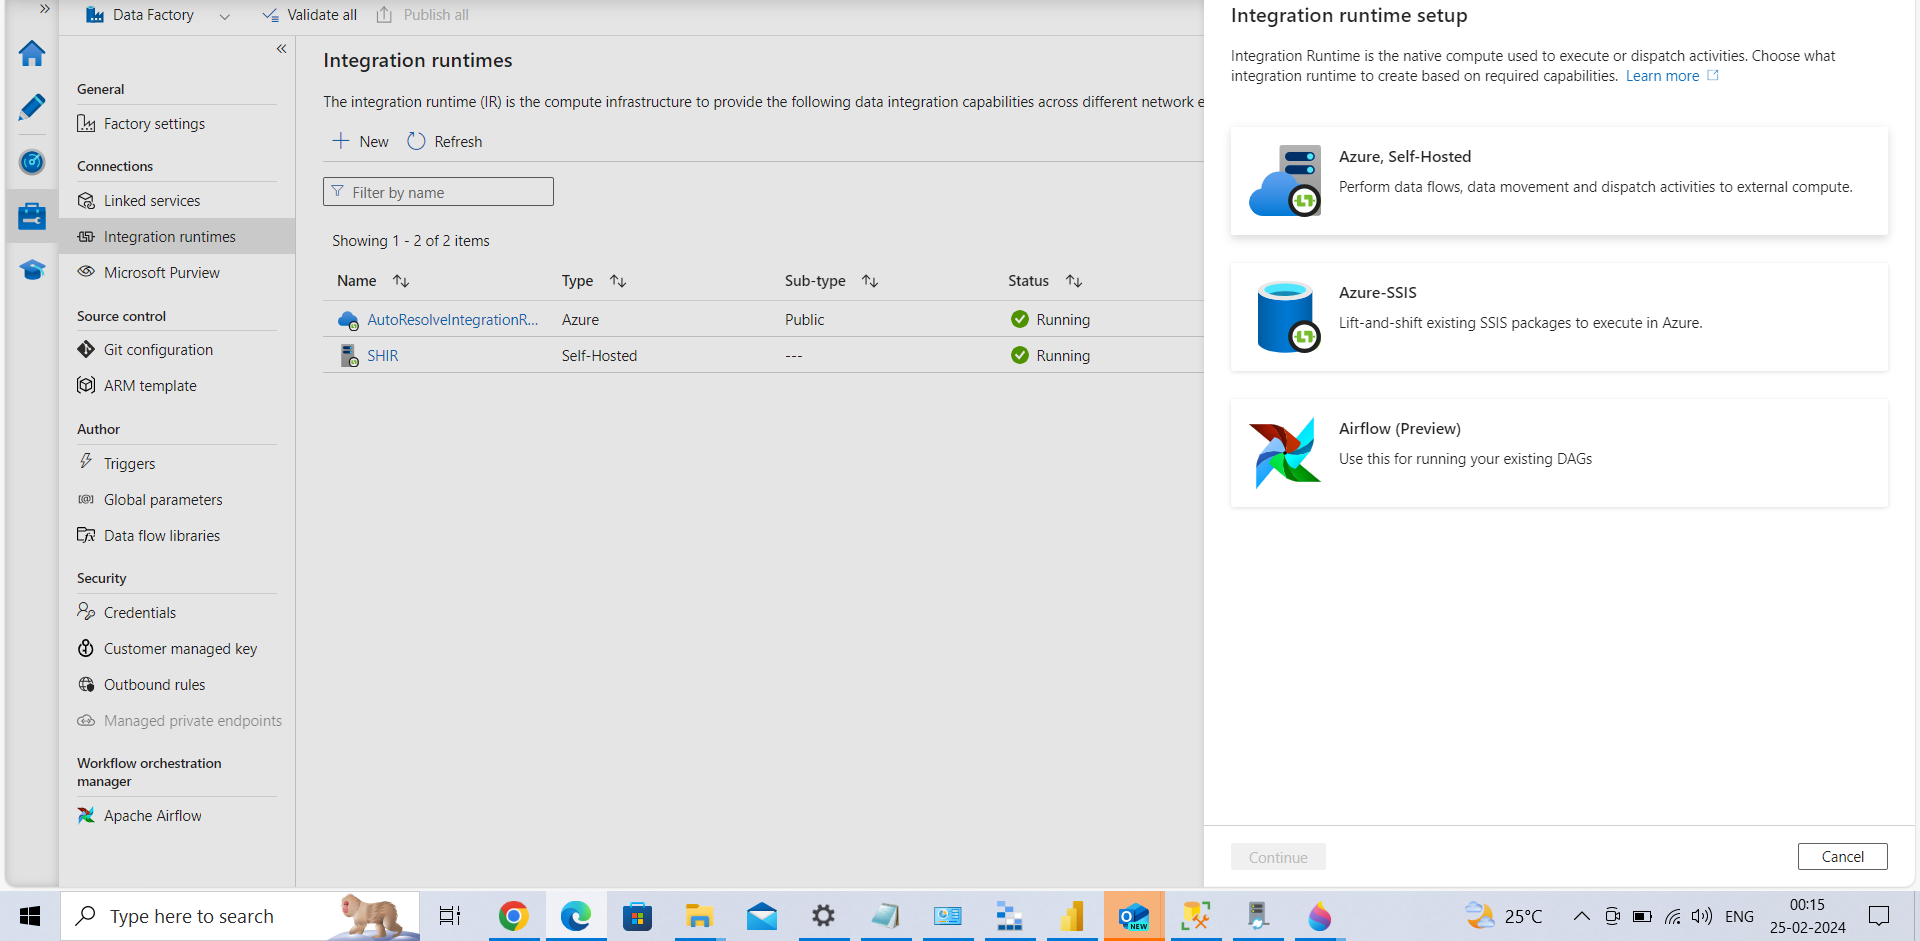 Data Factory
Validate all
Publish all
General
Factory settings
Connections
Linked services
Integration runtimes
Microsoft Purview
Source control
Git configuration
ARM template
Author
Triggers
Global parameters
Data flow libraries
Security
Credentials
Customer managed key
Outbound rules
Managed private endpoints
Workflow orchestration
manager
Apache Airflow
Integration runtimes
The integration runtime (IR) is the compute infrastructure to provide the following data integration capabilities across different network e
New
Refresh
Filter by name
Showing 1 - 2 of 2 items
Name Type Sub-type Status
AutoResolveIntegrationR... Azure Public Running
SHIR Self-Hosted --- Running
Integration runtime setup
Integration Runtime is the native compute used to execute or dispatch activities. Choose what
integration runtime to create based on required capabilities. Learn more
Azure, Self-Hosted
Perform data flows, data movement and dispatch activities to external compute.
Azure-SSIS
Lift-and-shift existing SSIS packages to execute in Azure.
Airflow (Preview)
Use this for running your existing DAGs
Continue
Cancel
Type here to search
NEW
25°C
ENG
00:15
25-02-2024